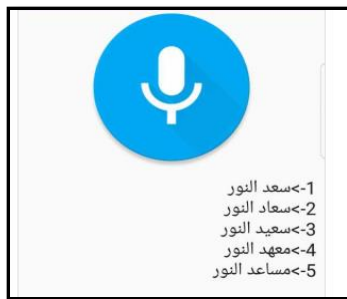 1->سعد النور
2->سعاد النور
3->سعيد النور
4->معهد النور
5->مساعد النور